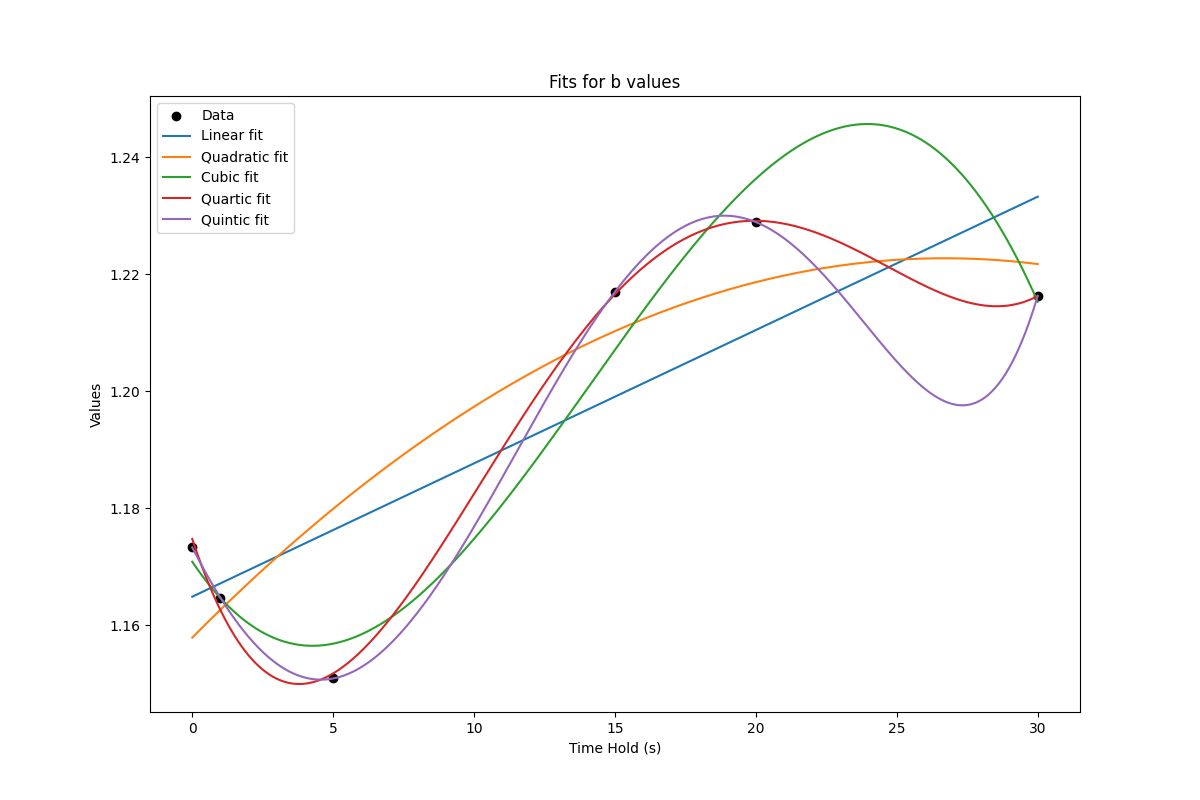 Fits for b values
Data
Linear fit
Quadratic fit
Cubic fit
Quartic fit
Quintic fit
1.24
1.22
1.20
1.18
1.16
Values
0 5 10 15 20 25 30
Time Hold (s)